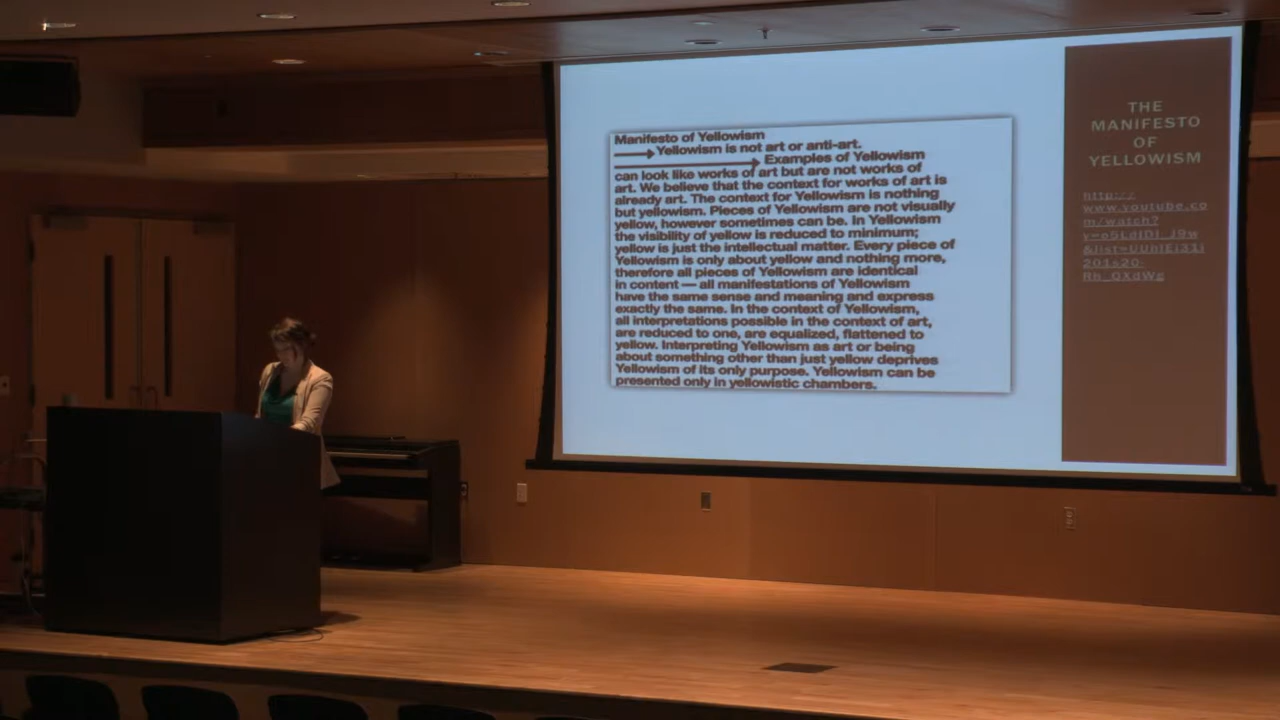 Manifesto of Yellowism
Yellowism is not art or anti-art.
Examples of Yellowism
can look like works of art but are not works of
art. We believe that the context for works of art is
already art. The context for Yellowism is nothing
but yellowism. Pieces of Yellowism are not visually
yellow, however sometimes can be. In Yellowism
the visibility of yellow is reduced to minimum;
yellow is just the intellectual matter. Every piece of
Yellowism is only about yellow and nothing more,
therefore all pieces of Yellowism are identical
in content — all manifestations of Yellowism
have the same sense and meaning and express
exactly the same. In the context of Yellowism,
all interpretations possible in the context of art,
are reduced to one, are equalized, flattened to
yellow. Interpreting Yellowism as art or being
about something other than just yellow deprives
Yellowism of its only purpose. Yellowism can be
presented only in yellowistic chambers.
THE
MANIFESTO
OF
YELLOWISM
http://
www.youtube.co
m/watch?